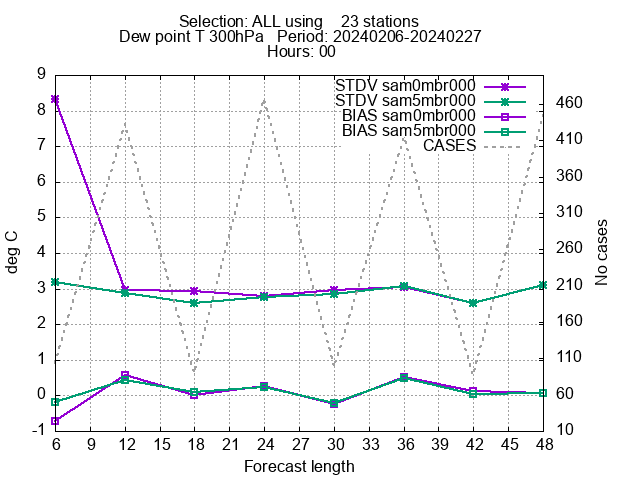 Selection: ALL using    23 stations
Dew point T 300hPa   Period: 20240206-20240227
Hours: 00
STDV sam0mbr000
STDV sam5mbr000
BIAS sam0mbr000
BIAS sam5mbr000
CASES
deg C
9
8
7
6
5
4
3
2
1
0
-1
460
410
360
310
260
210
160
110
60
10
No cases
6 9 12 15 18 21 24 27 30 33 36 39 42 45 48
Forecast length